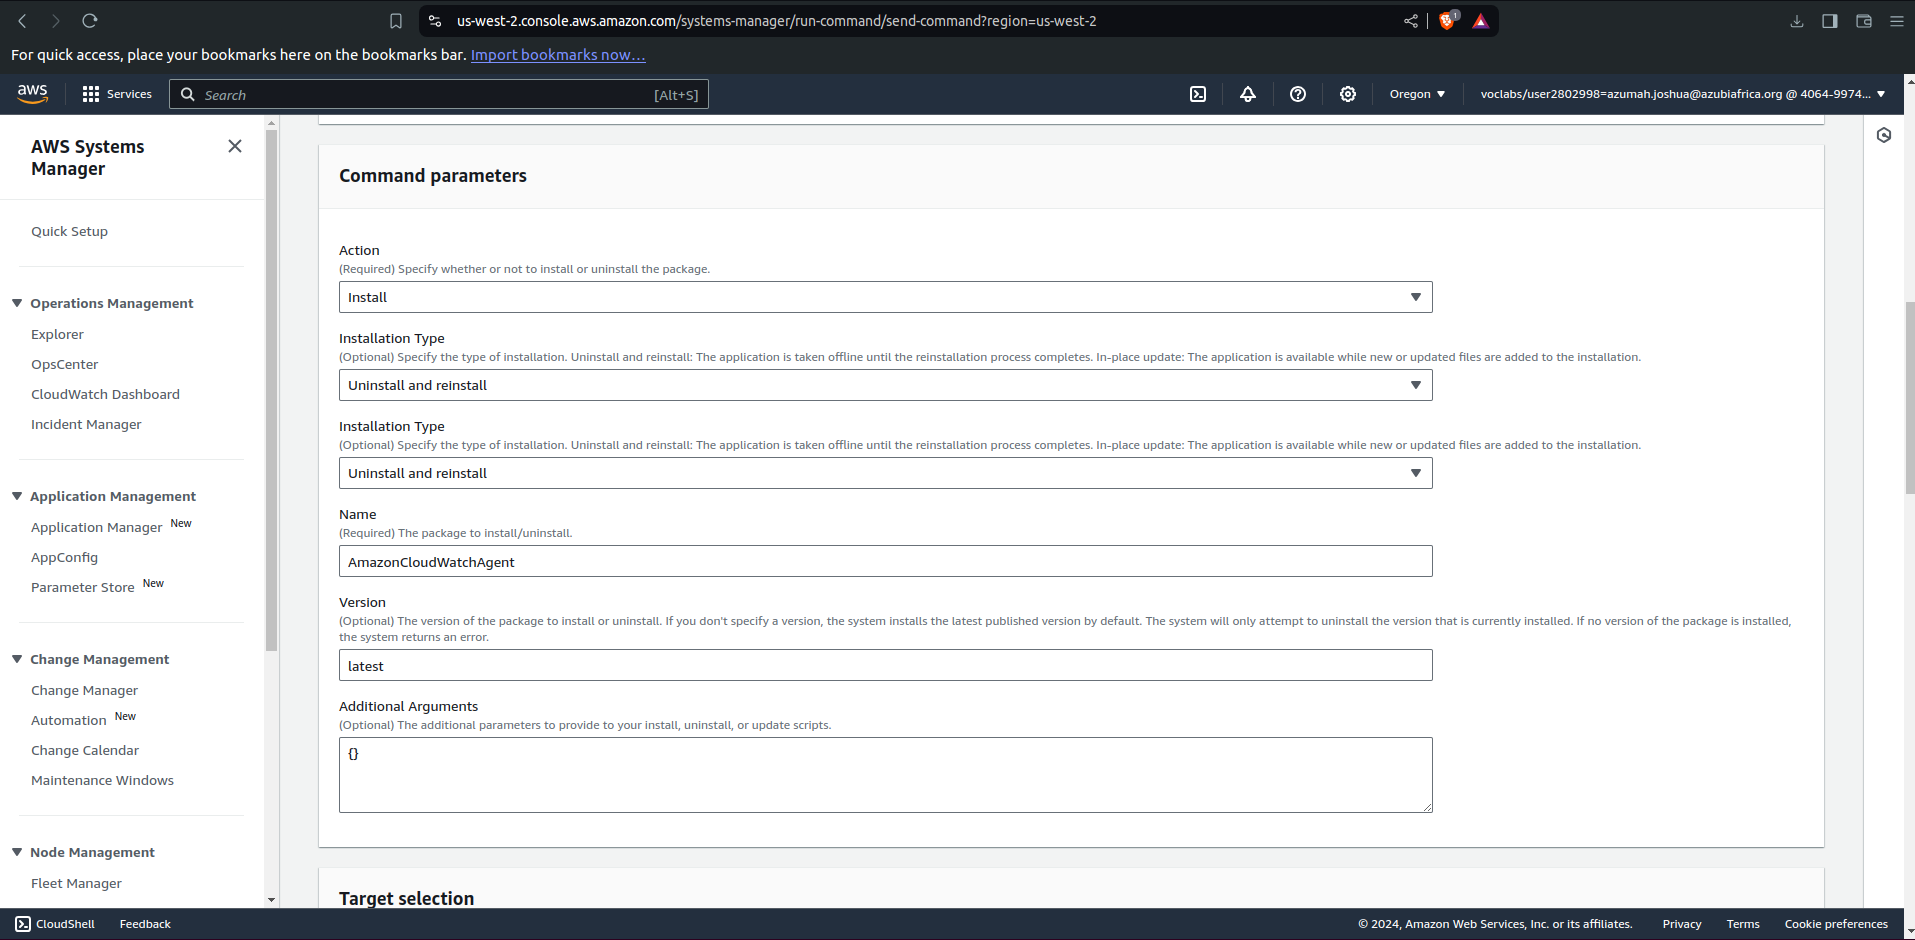 us-west-2.console.aws.amazon.com/systems-manager/run-command/send-command?region=us-west-2
1
For quick access, place your bookmarks here on the bookmarks bar. Import bookmarks now…
aws
Services
Search
[Alt+S]
Oregon
voclabs/user2802998=azumah.joshua@azubiafrica.org @ 4064-9974...
AWS Systems
Manager
Quick Setup
Operations Management
Explorer
OpsCenter
CloudWatch Dashboard
Incident Manager
Application Management
Application Manager New
AppConfig
Parameter Store New
Change Management
Change Manager
Automation New
Change Calendar
Maintenance Windows
Node Management
Fleet Manager
Command parameters
Action
(Required) Specify whether or not to install or uninstall the package.
Install
Installation Type
(Optional) Specify the type of installation. Uninstall and reinstall: The application is taken offline until the reinstallation process completes. In-place update: The application is available while new or updated files are added to the installation.
Uninstall and reinstall
Installation Type
(Optional) Specify the type of installation. Uninstall and reinstall: The application is taken offline until the reinstallation process completes. In-place update: The application is available while new or updated files are added to the installation.
Uninstall and reinstall
Name
(Required) The package to install/uninstall.
AmazonCloudWatchAgent
Version
(Optional) The version of the package to install or uninstall. If you don't specify a version, the system installs the latest published version by default. The system will only attempt to uninstall the version that is currently installed. If no version of the package is installed,
the system returns an error.
latest
Additional Arguments
(Optional) The additional parameters to provide to your install, uninstall, or update scripts.
{}
Target selection
CloudShell
Feedback
© 2024, Amazon Web Services, Inc. or its affiliates.
Privacy
Terms
Cookie preferences